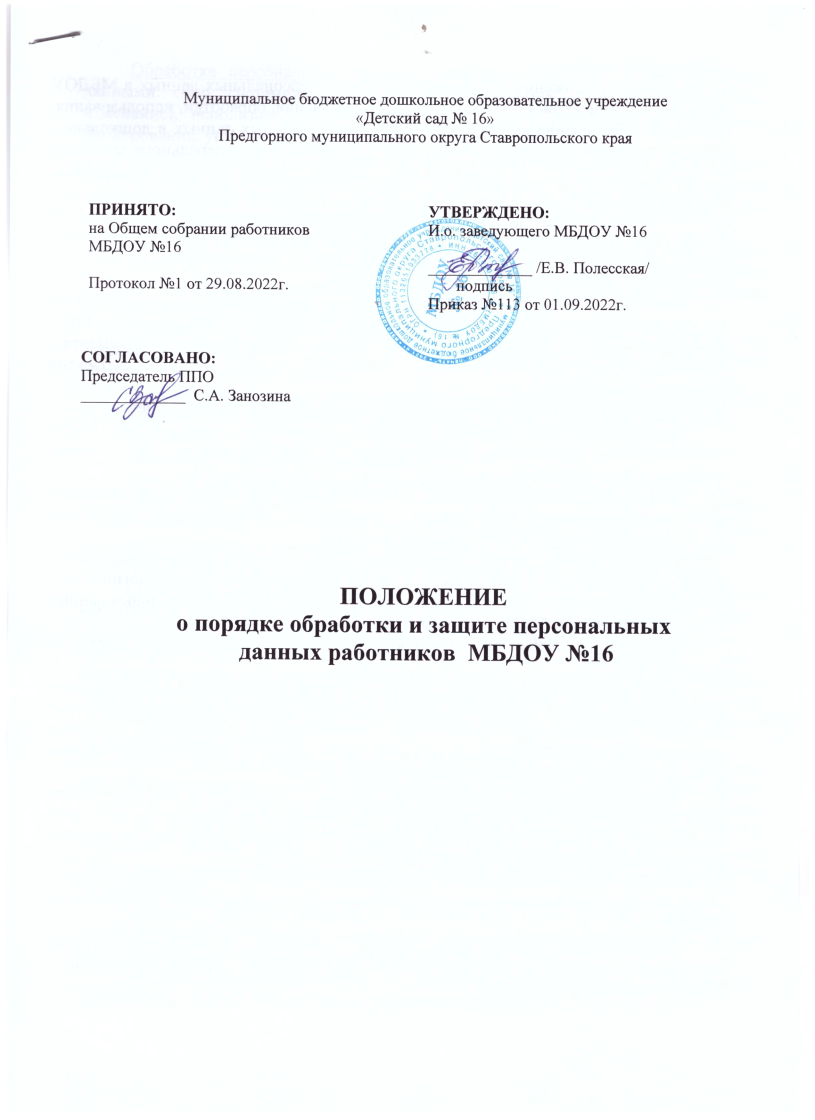 Муниципальное бюджетное дошкольное образовательное учреждение
«Детский сад № 16»
Предгорного муниципального округа Ставропольского края
ПРИНЯТО:
на Общем собрании работников
МБДОУ №16
Протокол №1 от 29.08.2022г.
УТВЕРЖДЕНО:
И.о. заведующего МБДОУ №16
_____________ /Е.В. Полесская/
подпись
Приказ №113 от 01.09.2022г.
СОГЛАСОВАНО:
Председатель ППО
_____________ С.А. Занозина
ПОЛОЖЕНИЕ
о порядке обработки и защите персональных
данных работников МБДОУ №16